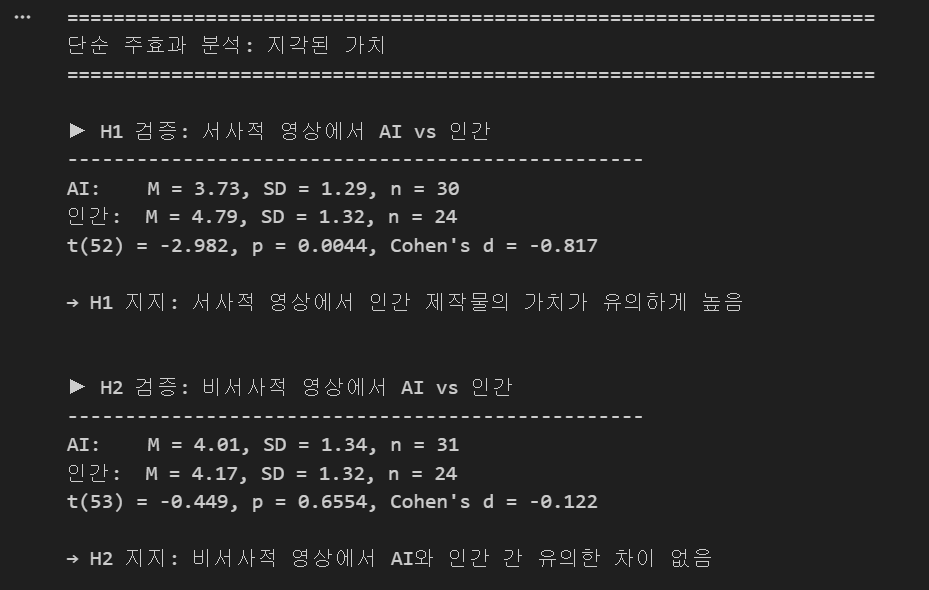 ...
======================================================================
단순 주효과 분석: 지각된 가치
======================================================================
▶ H1 검증: 서사적 영상에서 AI vs 인간
--------------------------------------------------
AI:    M = 3.73, SD = 1.29, n = 30
인간:  M = 4.79, SD = 1.32, n = 24
t(52) = -2.982, p = 0.0044, Cohen's d = -0.817
→ H1 지지: 서사적 영상에서 인간 제작물의 가치가 유의하게 높음
▶ H2 검증: 비서사적 영상에서 AI vs 인간
--------------------------------------------------
AI:    M = 4.01, SD = 1.34, n = 31
인간:  M = 4.17, SD = 1.32, n = 24
t(53) = -0.449, p = 0.6554, Cohen's d = -0.122
→ H2 지지: 비서사적 영상에서 AI와 인간 간 유의한 차이 없음